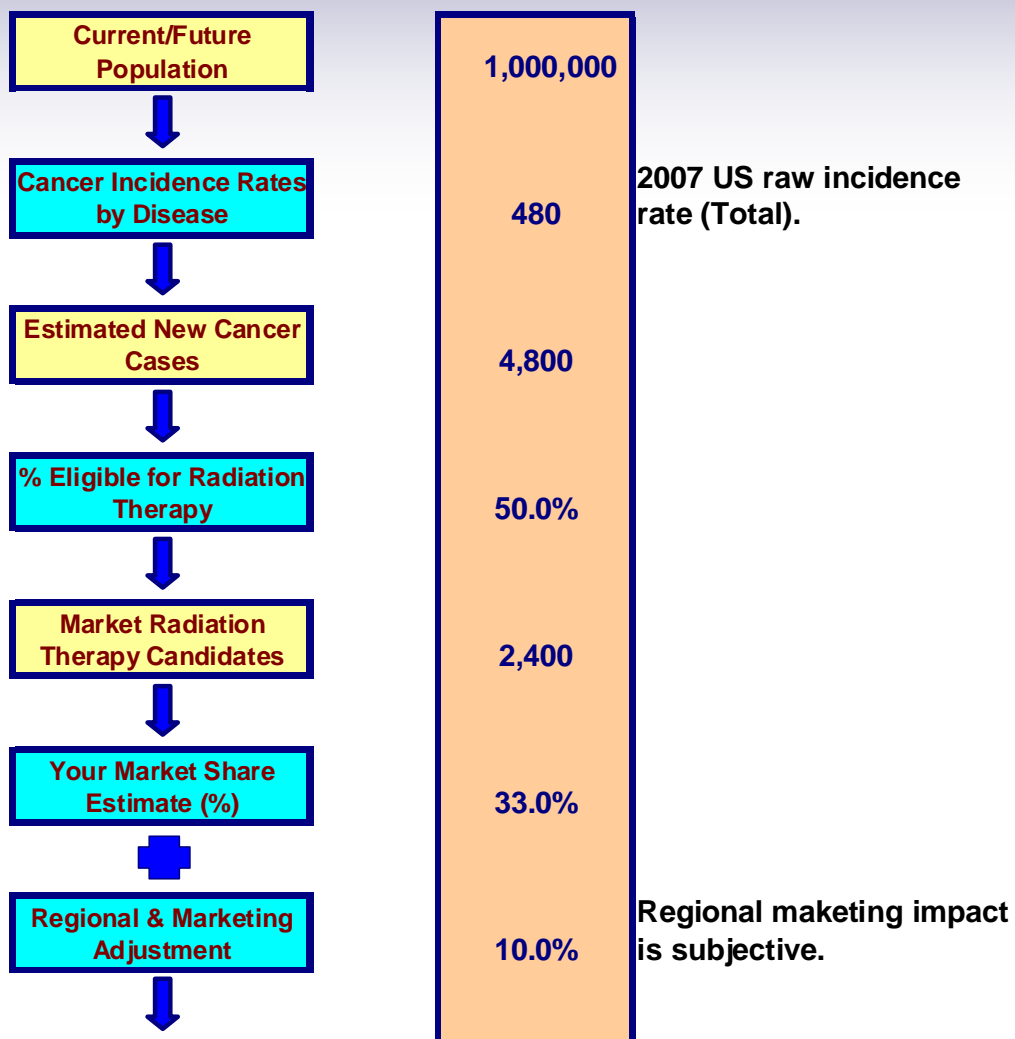 Current/Future
Population
1,000,000
Cancer Incidence Rates
by Disease
480
2007 US raw incidence
rate (Total).
Estimated New Cancer
Cases
4,800
% Eligible for Radiation
Therapy
50.0%
Market Radiation
Therapy Candidates
2,400
Your Market Share
Estimate (%)
33.0%
Regional & Marketing
Adjustment
10.0%
Regional maketing impact
is subjective.